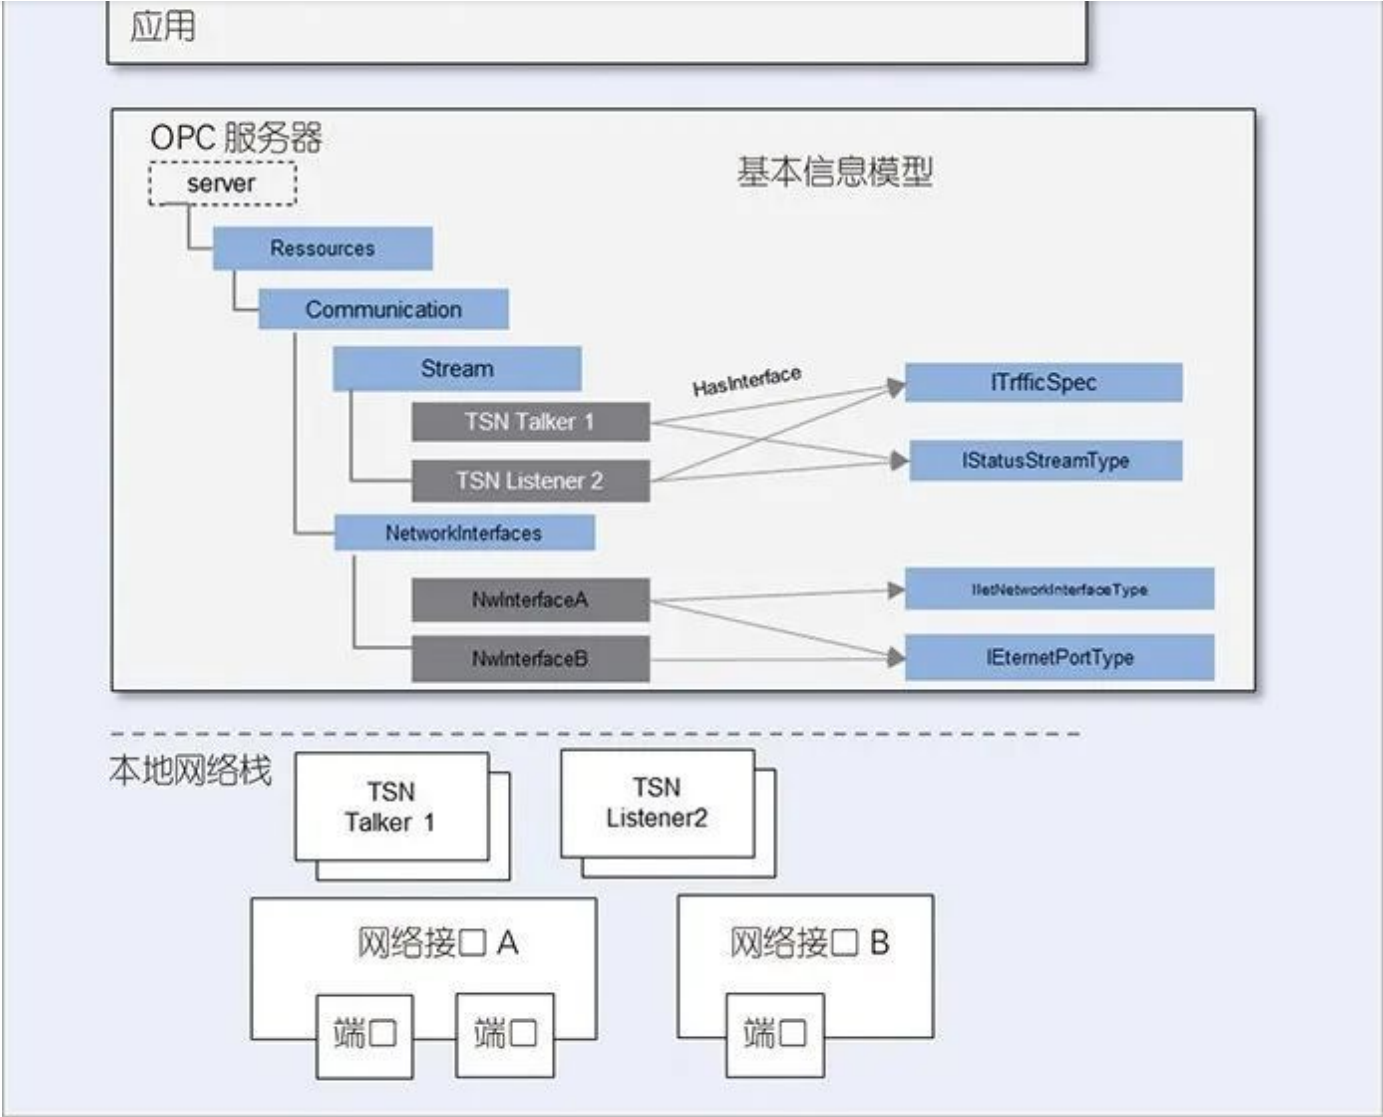 应用
OPC 服务器
基本信息模型
server
Ressources
Communication
Stream
HasInterface
ITrfficSpec
TSN Talker 1
IStatusStreamType
TSN Listener 2
NetworkInterfaces
NwInterfaceA
IIetNetworkInterfaceType
NwInterfaceB
IEternetPortType
本地网络栈
TSN
Talker 1
TSN
Listener2
网络接口 A
网络接口 B
端口
端口
端口